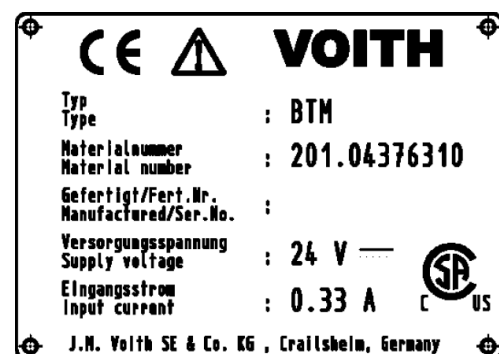 CE VOITH
Typ
Type : BTM
Materialnummer
Material number : 201.04376310
Gefertigt/Fert.Nr.
Manufactured/Ser.No. :
Versorgungsspannung
Supply voltage : 24 V
Eingangsstrom
Input current : 0.33 A
CSA
C US
J.M. Voith SE & Co. KG , Crailsheim, Germany